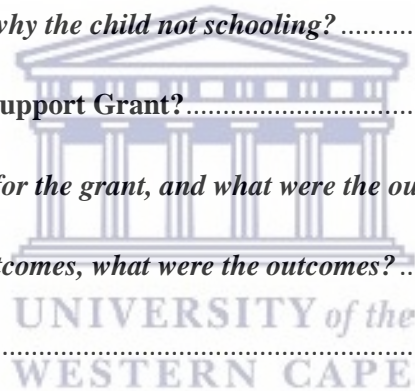 why the child not schooling? ..........
upport Grant? ..............................
for the grant, and what were the ou
tcomes, what were the outcomes? ..
UNIVERSITY of the
..................................................
WESTERN CAPE